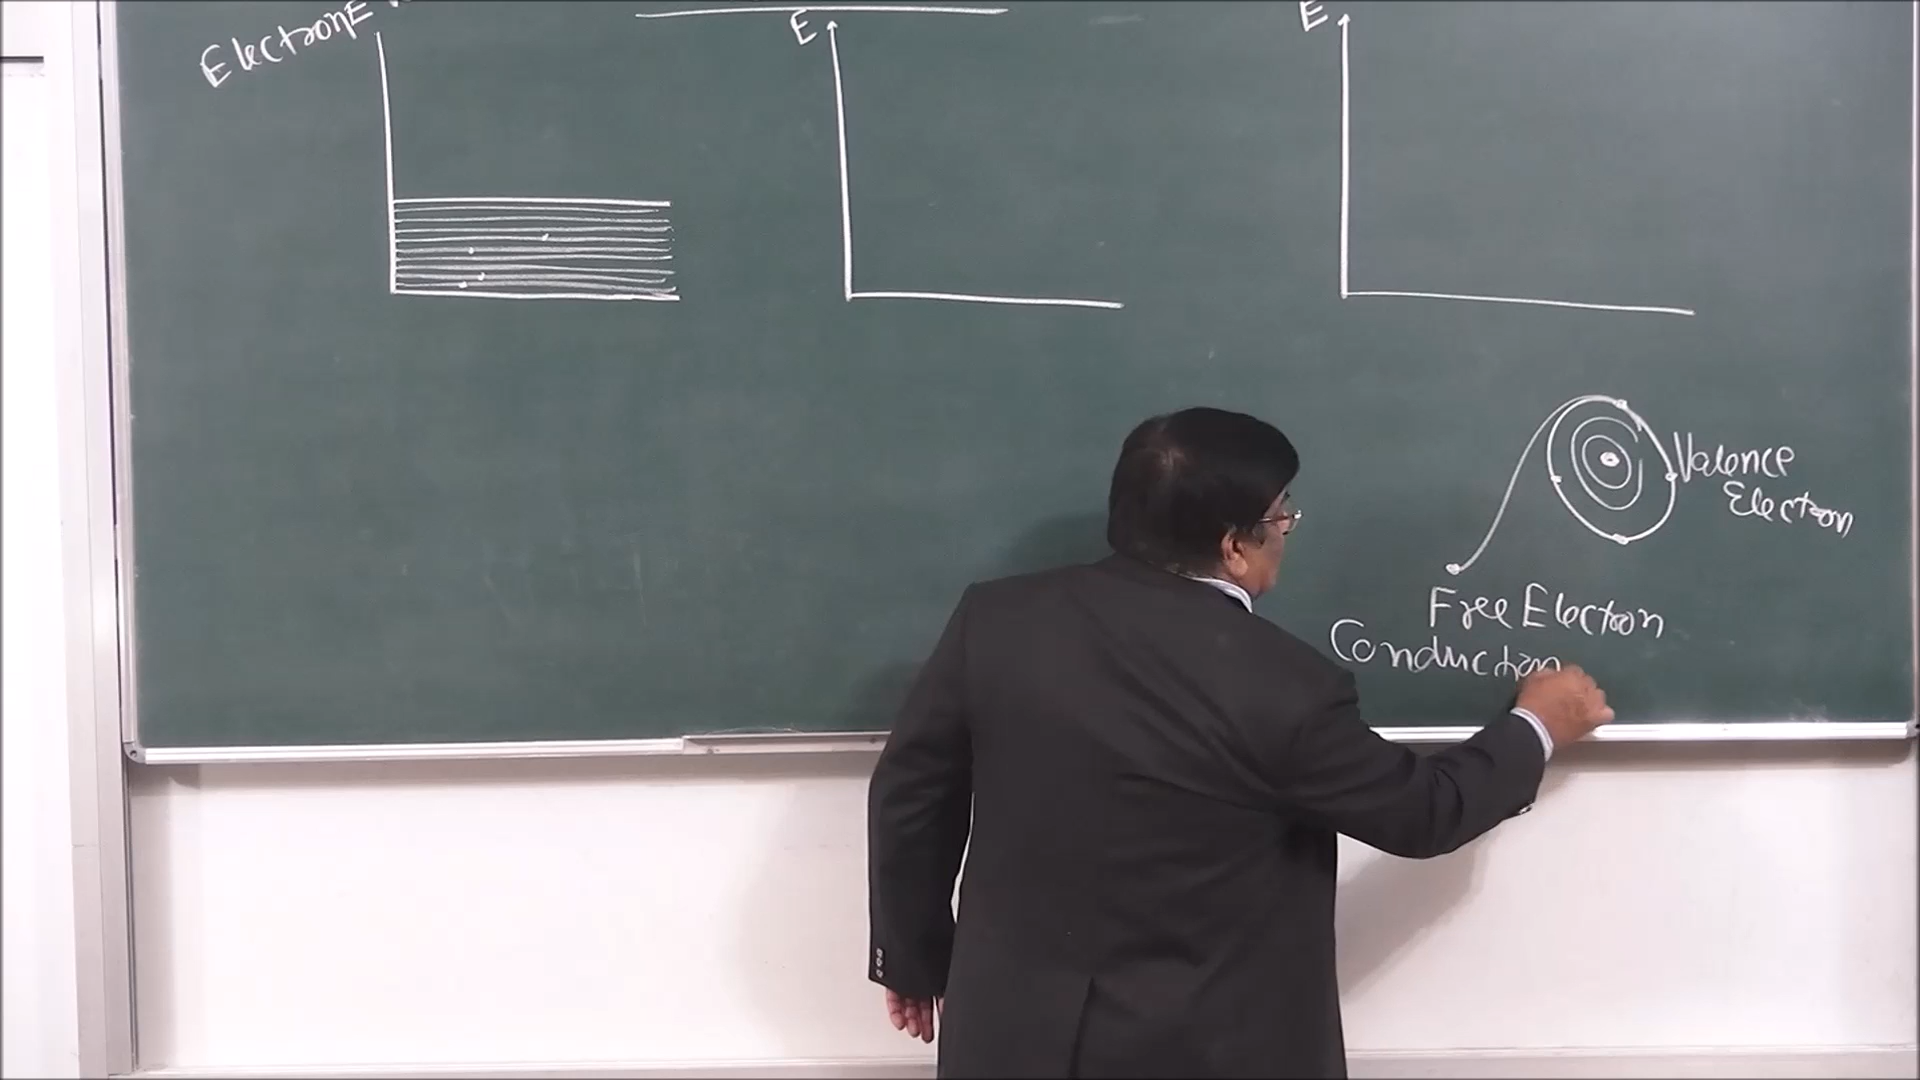 Electron E
E
E
Valence
Electron
Free Electron
Conduction